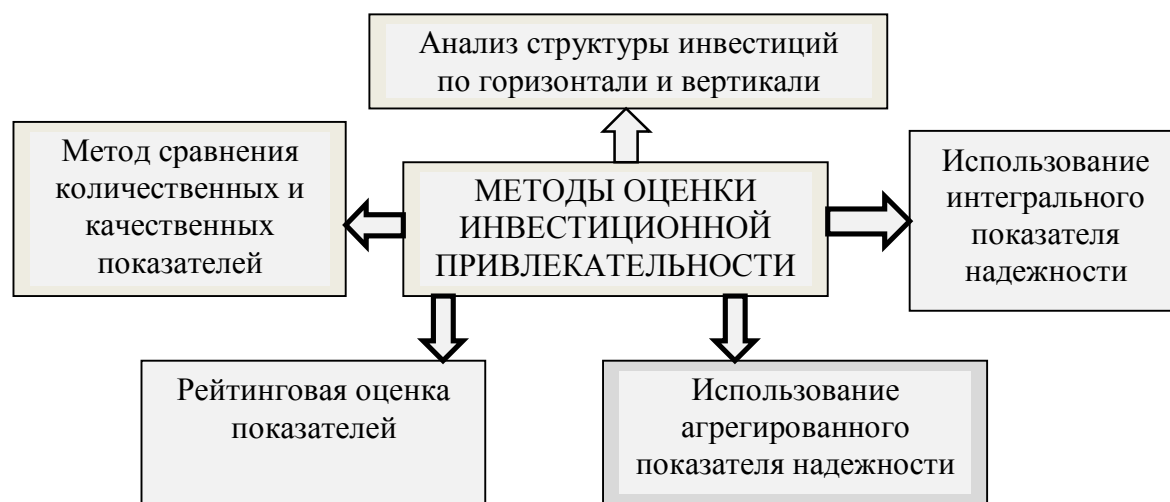 Анализ структуры инвестиций
по горизонтали и вертикали
Метод сравнения
количественных и
качественных
показателей
МЕТОДЫ ОЦЕНКИ
ИНВЕСТИЦИОННОЙ
ПРИВЛЕКАТЕЛЬНОСТИ
Использование
интегрального
показателя
надежности
Рейтинговая оценка
показателей
Использование
агрегированного
показателя надежности